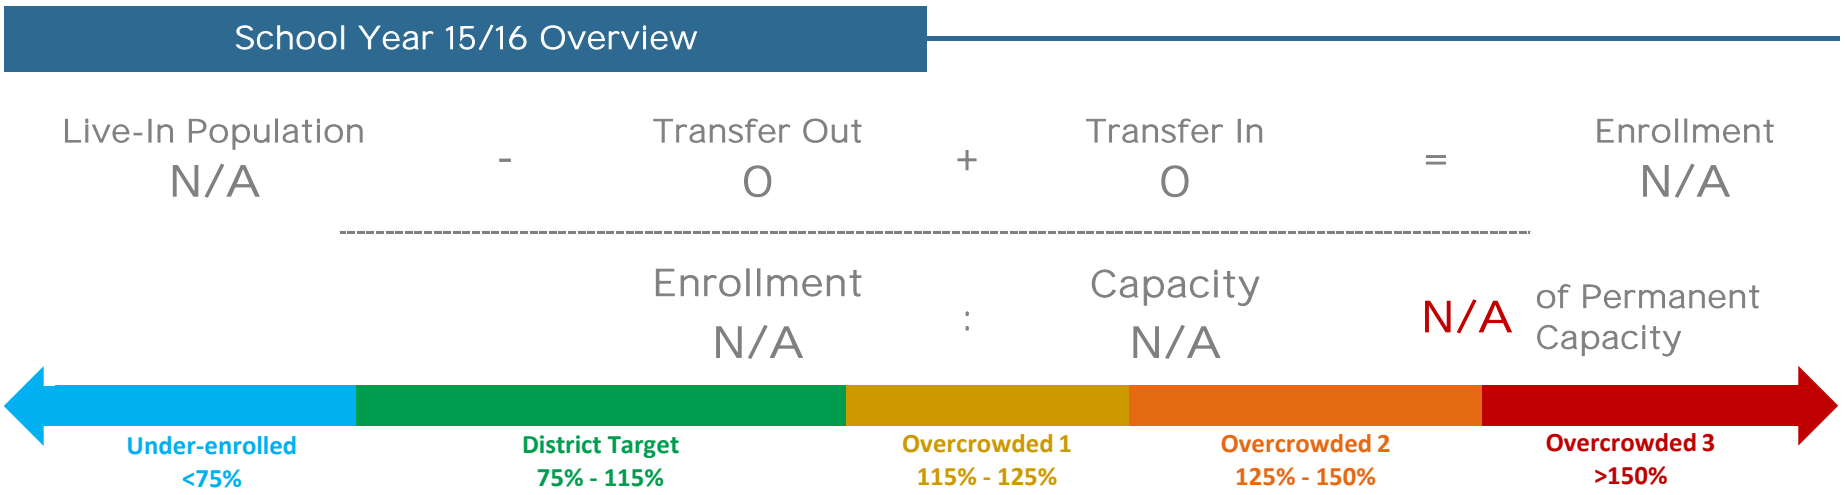 School Year 15/16 Overview
Live-In Population - Transfer Out + Transfer In = Enrollment
N/A 0 0 N/A
Enrollment : Capacity
N/A N/A
N/A of Permanent
Capacity
Under-enrolled District Target Overcrowded 1 Overcrowded 2 Overcrowded 3
<75% 75% - 115% 115% - 125% 125% - 150% >150%